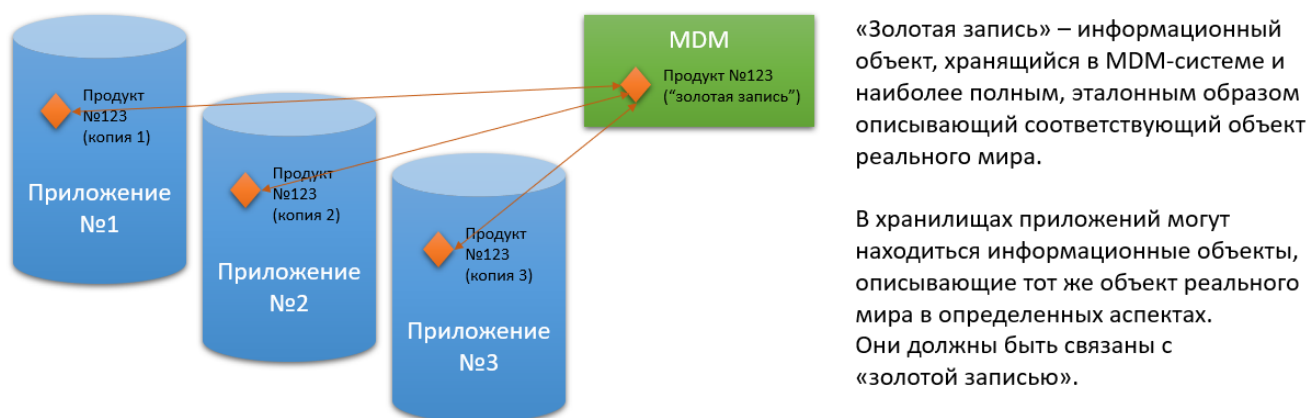 Продукт
№123
(копия 1)
Приложение
№1
Продукт
№123
(копия 2)
Приложение
№2
Продукт
№123
(копия 3)
Приложение
№3
MDM
Продукт №123
(“золотая запись”)
«Золотая запись» – информационный
объект, хранящийся в MDM-системе и
наиболее полным, эталонным образом
описывающий соответствующий объект
реального мира.
В хранилищах приложений могут
находиться информационные объекты,
описывающие тот же объект реального
мира в определенных аспектах.
Они должны быть связаны с
«золотой записью».